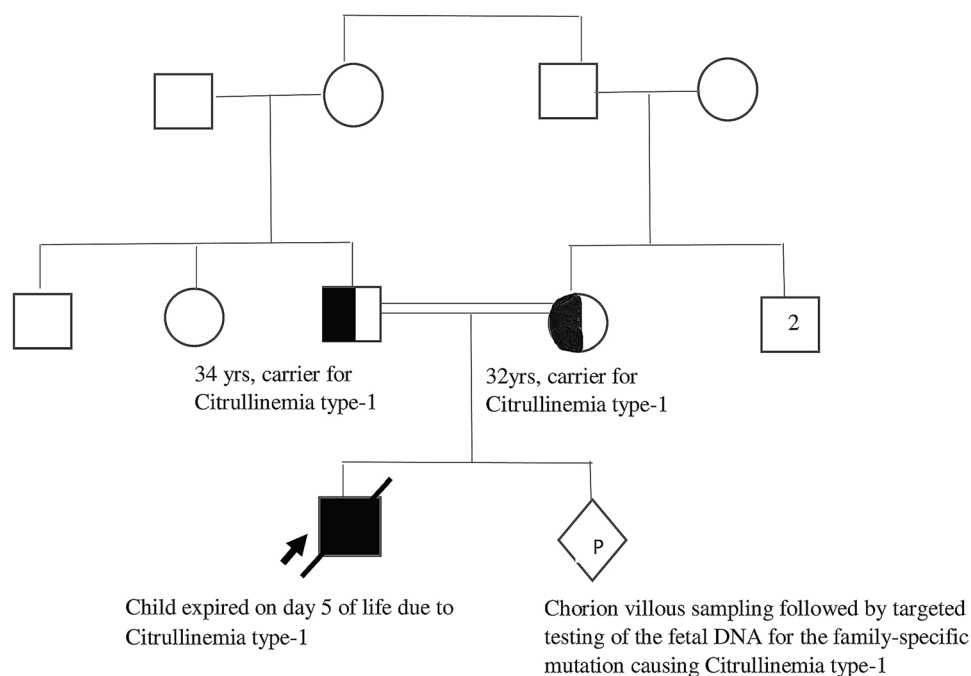 2
34 yrs, carrier for
Citrullinemia type-1
32yrs, carrier for
Citrullinemia type-1
P
Child expired on day 5 of life due to
Citrullinemia type-1
Chorion villous sampling followed by targeted
testing of the fetal DNA for the family-specific
mutation causing Citrullinemia type-1